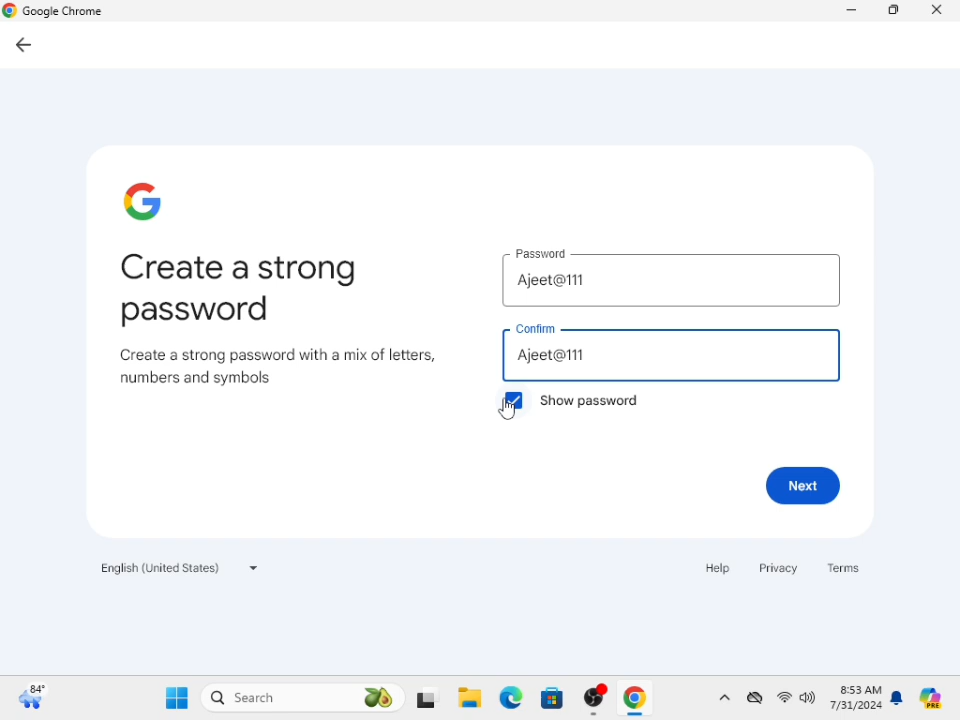 Google Chrome
Create a strong
password
Create a strong password with a mix of letters,
numbers and symbols
Password
Ajeet@111
Confirm
Ajeet@111
Show password
Next
English (United States)
Help
Privacy
Terms
84°
Search
8:53 AM
7/31/2024
PRE